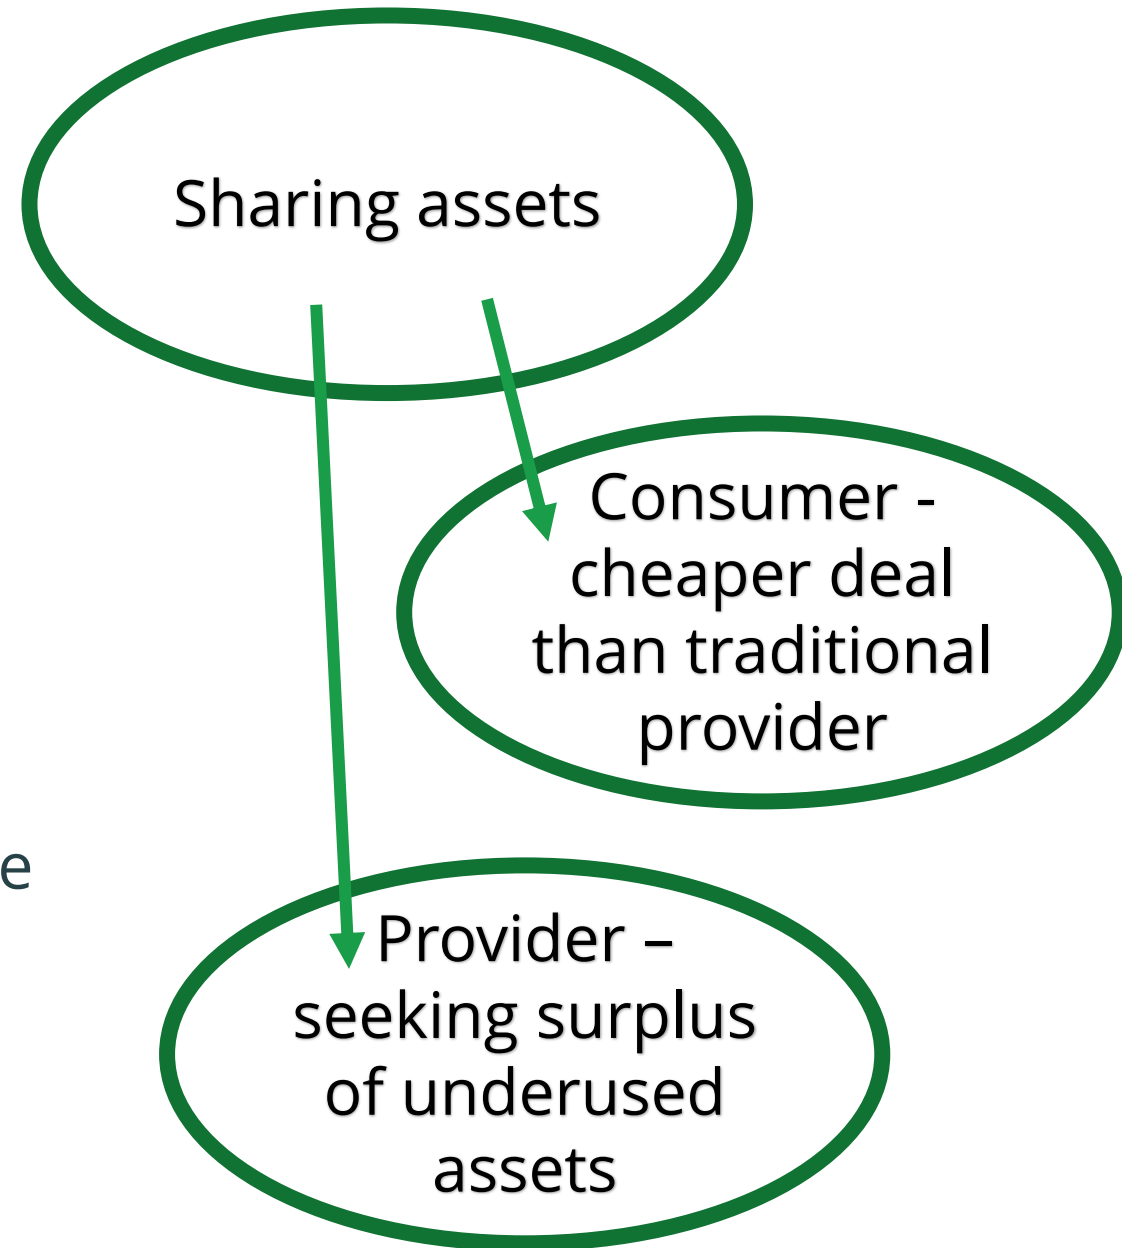 Sharing assets
Consumer -
cheaper deal
than traditional
provider
e
Provider –
seeking surplus
of underused
assets